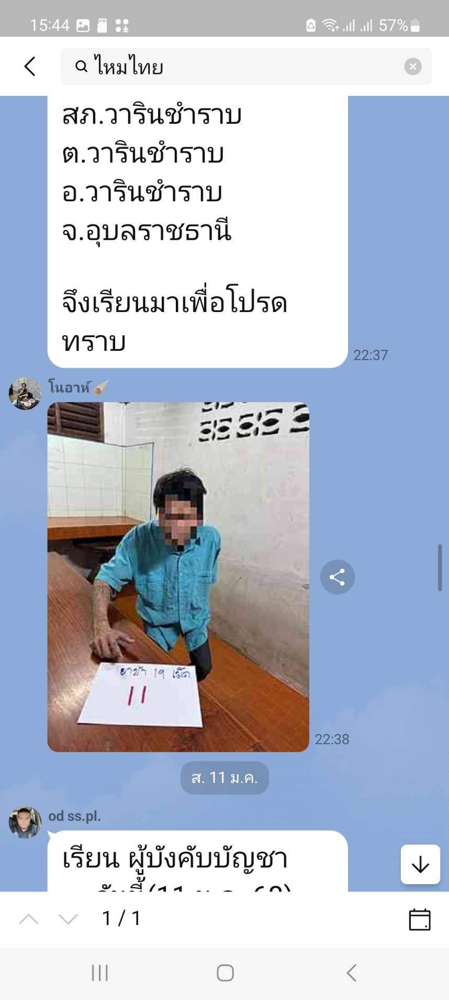 15:44
57%
ไหมไทย
สภ.วารินชำราบ
ต.วารินชำราบ
อ.วารินชำราบ
จ.อุบลราชธานี
จึงเรียนมาเพื่อโปรด
ทราบ
22:37
โนอาห์
ยาบ้า 19 เม็ด
22:38
ส. 11 ม.ค.
od ss.pl.
เรียน ผู้บังคับบัญชา
1 / 1